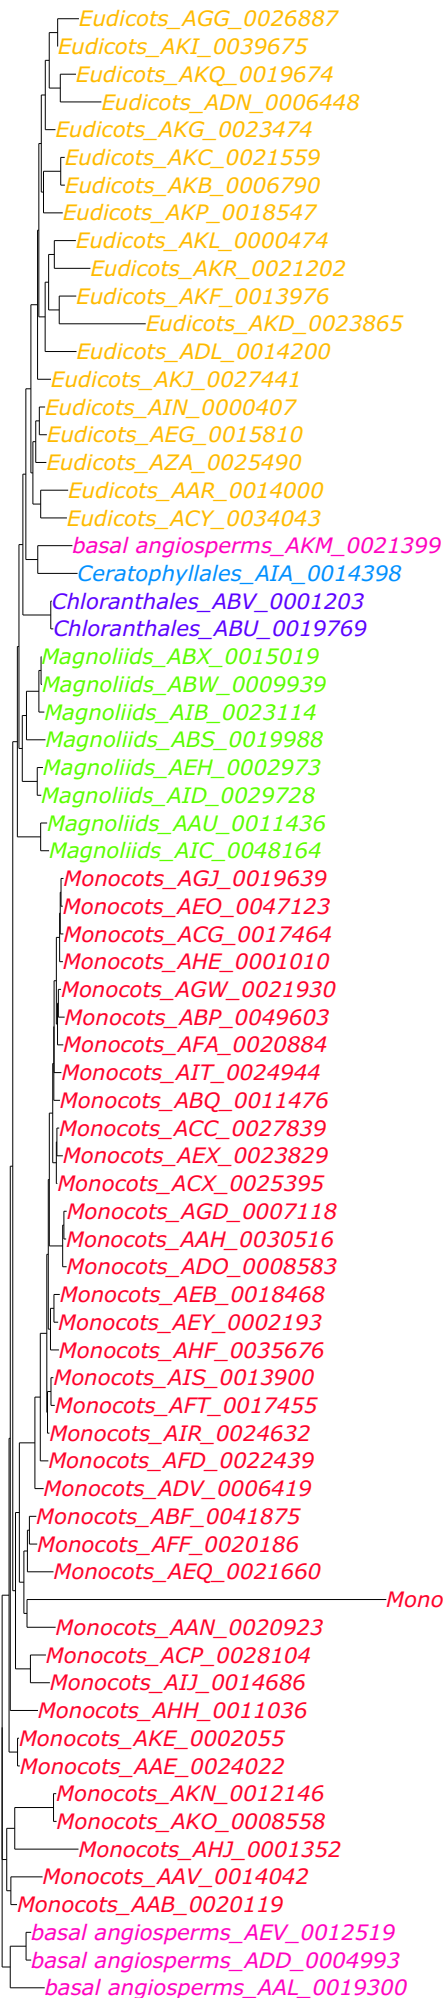 Eudicots_AGG_0026887
Eudicots_AKI_0039675
Eudicots_AKQ_0019674
Eudicots_ADN_0006448
Eudicots_AKG_0023474
Eudicots_AKC_0021559
Eudicots_AKB_0006790
Eudicots_AKP_0018547
Eudicots_AKL_0000474
Eudicots_AKR_0021202
Eudicots_AKF_0013976
Eudicots_AKD_0023865
Eudicots_ADL_0014200
Eudicots_AKJ_0027441
Eudicots_AIN_0000407
Eudicots_AEG_0015810
Eudicots_AZA_0025490
Eudicots_AAR_0014000
Eudicots_ACY_0034043
basal angiosperms_AKM_0021399
Ceratophyllales_AIA_0014398
Chloranthales_ABV_0001203
Chloranthales_ABU_0019769
Magnoliids_ABX_0015019
Magnoliids_ABW_0009939
Magnoliids_AIB_0023114
Magnoliids_ABS_0019988
Magnoliids_AEH_0002973
Magnoliids_AID_0029728
Magnoliids_AAU_0011436
Magnoliids_AIC_0048164
Monocots_AGJ_0019639
Monocots_AEO_0047123
Monocots_ACG_0017464
Monocots_AHE_0001010
Monocots_AGW_0021930
Monocots_ABP_0049603
Monocots_AFA_0020884
Monocots_AIT_0024944
Monocots_ABQ_0011476
Monocots_ACC_0027839
Monocots_AEX_0023829
Monocots_ACX_0025395
Monocots_AGD_0007118
Monocots_AAH_0030516
Monocots_ADO_0008583
Monocots_AEB_0018468
Monocots_AEY_0002193
Monocots_AHF_0035676
Monocots_AIS_0013900
Monocots_AFT_0017455
Monocots_AIR_0024632
Monocots_AFD_0022439
Monocots_ADV_0006419
Monocots_ABF_0041875
Monocots_AFF_0020186
Monocots_AEQ_0021660
Mono
Monocots_AAN_0020923
Monocots_ACP_0028104
Monocots_AIJ_0014686
Monocots_AHH_0011036
Monocots_AKE_0002055
Monocots_AAE_0024022
Monocots_AKN_0012146
Monocots_AKO_0008558
Monocots_AHJ_0001352
Monocots_AAV_0014042
Monocots_AAB_0020119
basal angiosperms_AEV_0012519
basal angiosperms_ADD_0004993
basal angiosperms_AAL_0019300